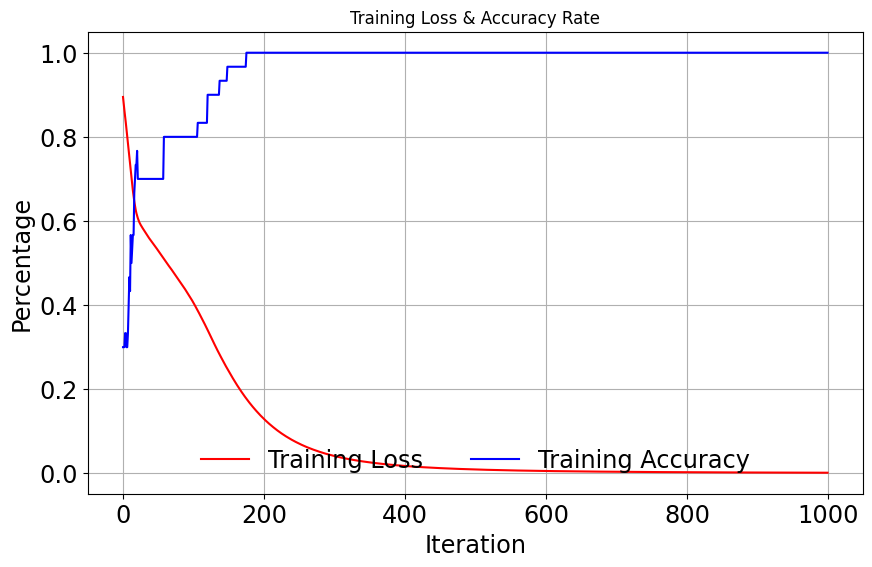 Training Loss & Accuracy Rate
Percentage
1.0
0.8
0.6
0.4
0.2
0.0
Training Loss
Training Accuracy
0 200 400 600 800 1000
Iteration